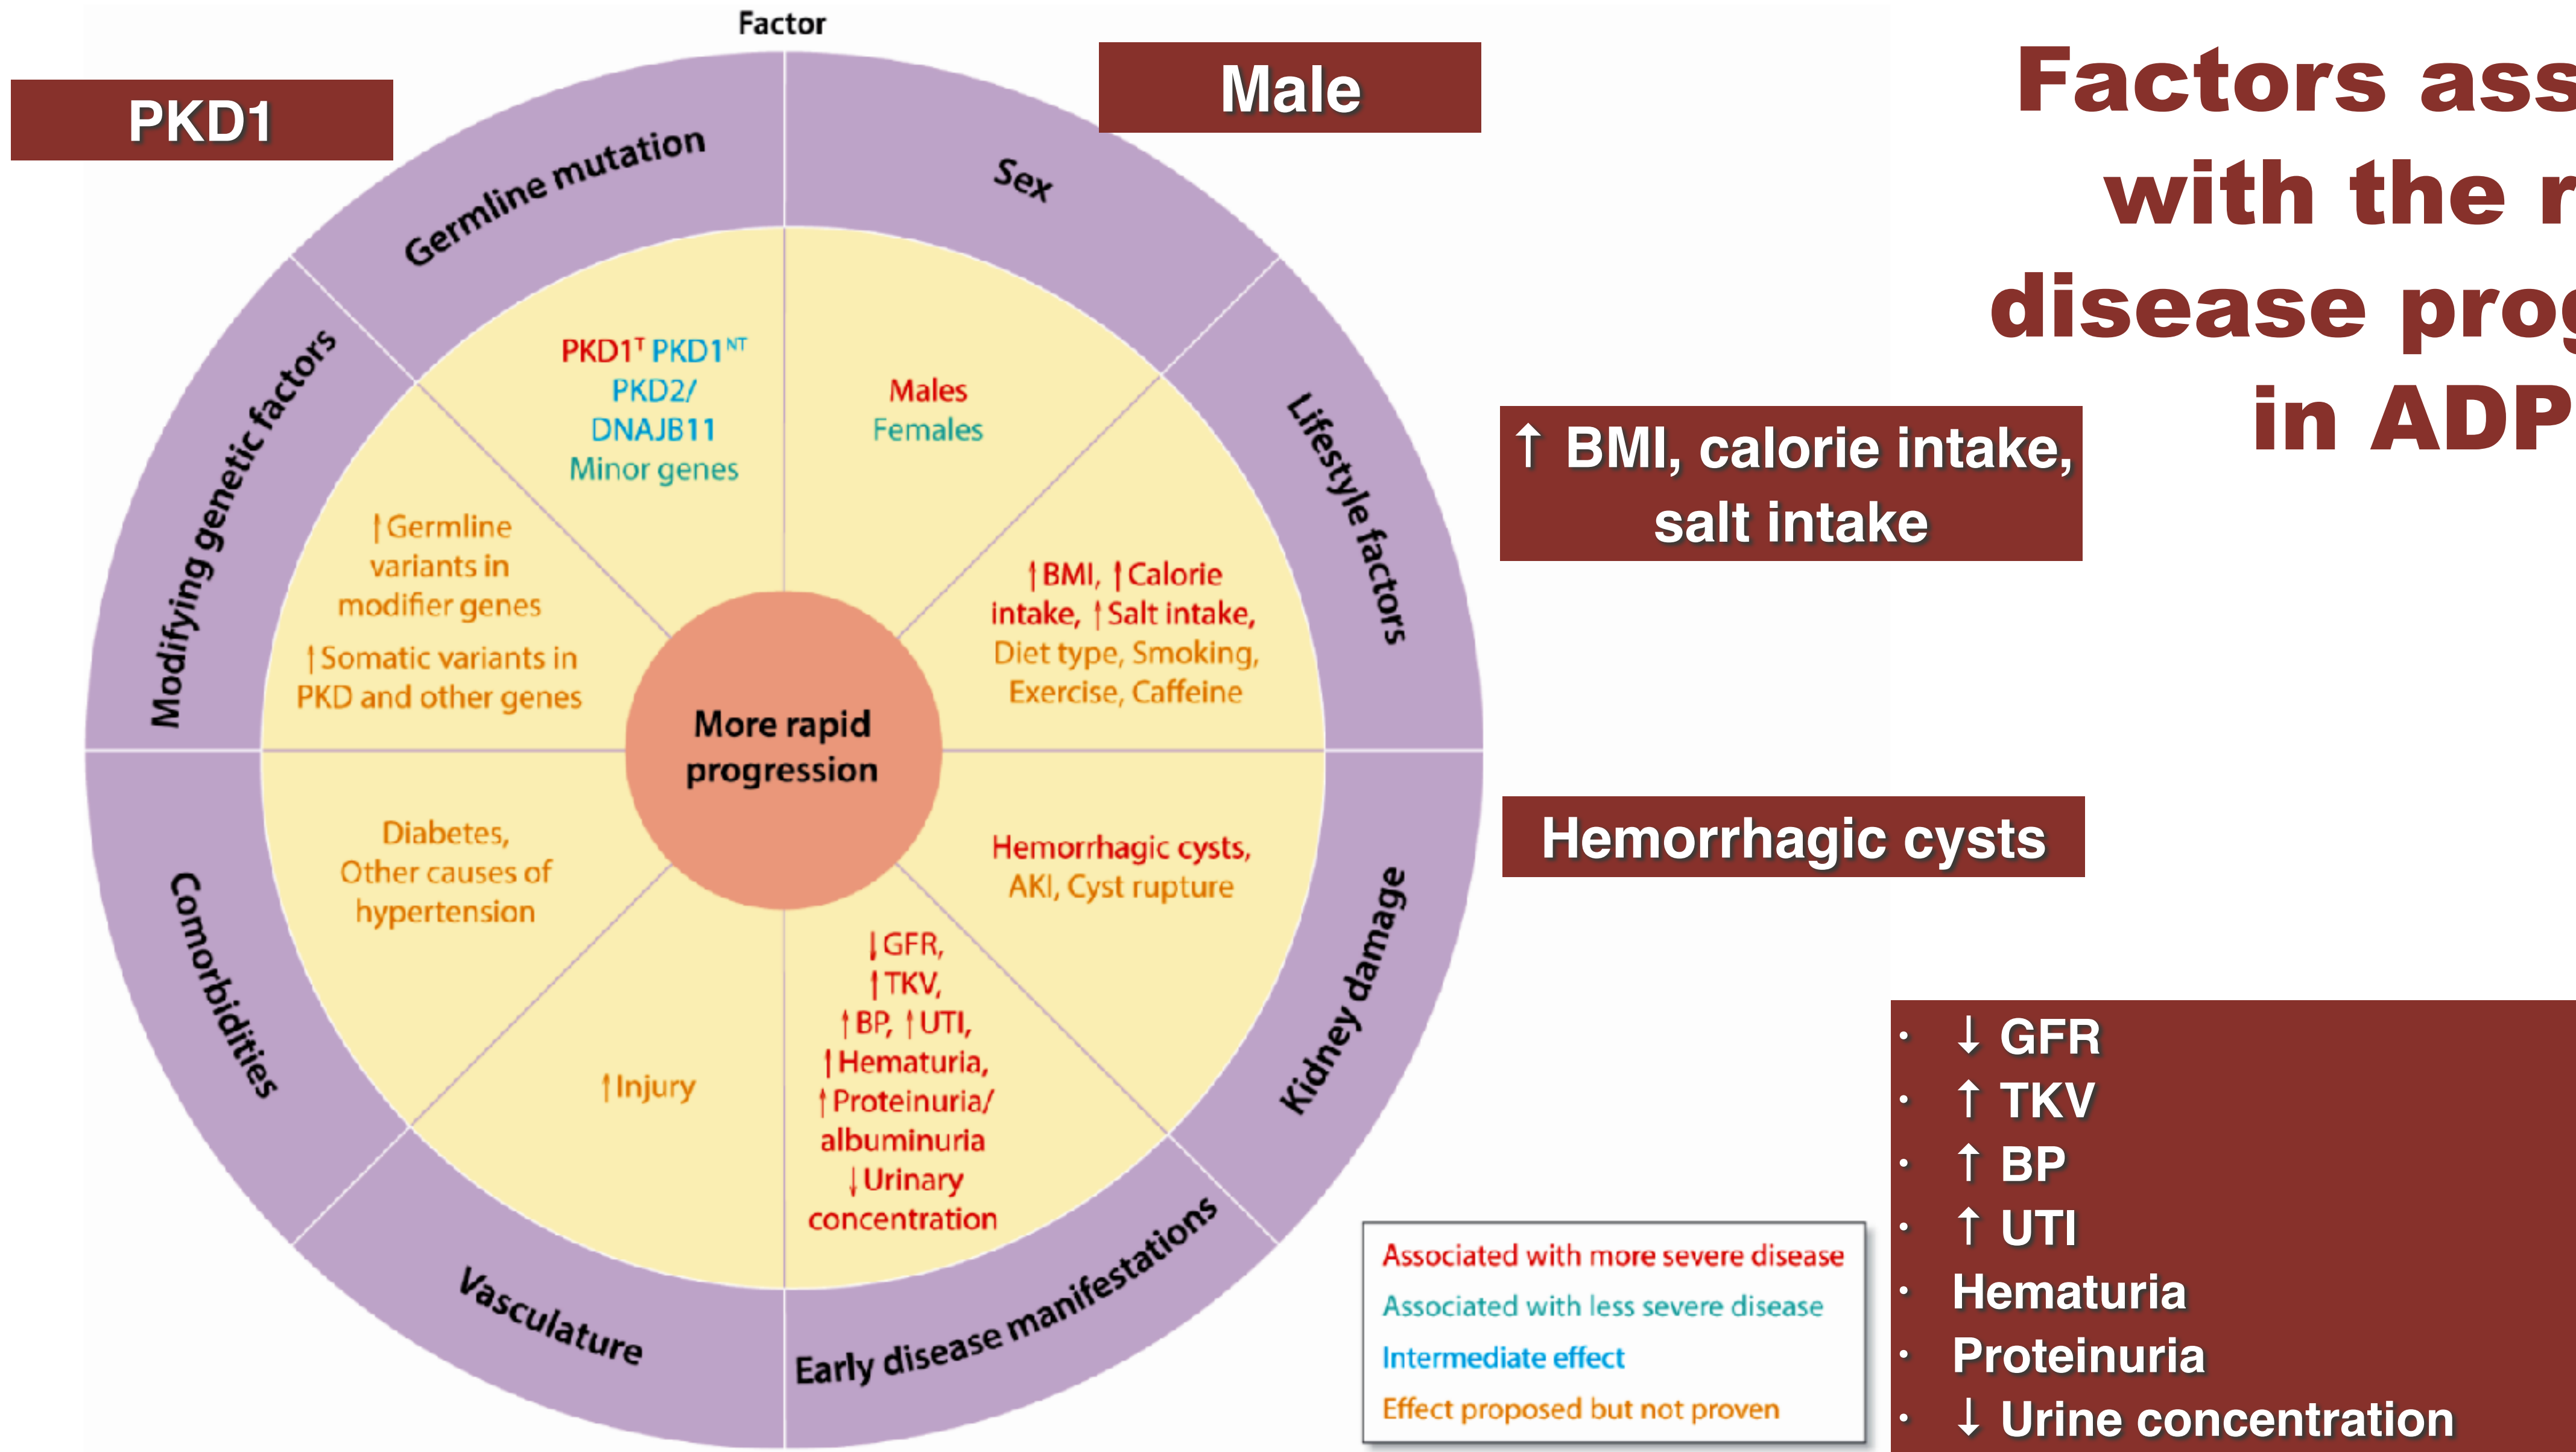 Factor
PKD1
Male
Factors ass
with the r
disease prog
in ADP
Germline mutation
Sex
Lifestyle factors
Kidney damage
Early disease manifestations
Vasculature
Comorbidities
Modifying genetic factors
PKD1T PKD1NT
PKD2/
DNAJB11
Minor genes
Males
Females
↑BMI, ↑Calorie
intake, ↑Salt intake,
Diet type, Smoking,
Exercise, Caffeine
Hemorrhagic cysts,
AKI, Cyst rupture
↓GFR,
↑TKV,
↑BP, ↑UTI,
↑Hematuria,
↑Proteinuria/
albuminuria
↓Urinary
concentration
↑Injury
Diabetes,
Other causes of
hypertension
↑Germline
variants in
modifier genes
↑Somatic variants in
PKD and other genes
More rapid
progression
↑ BMI, calorie intake,
salt intake
Hemorrhagic cysts
• ↓ GFR
• ↑ TKV
• ↑ BP
• ↑ UTI
• Hematuria
• Proteinuria
• ↓ Urine concentration
Associated with more severe disease
Associated with less severe disease
Intermediate effect
Effect proposed but not proven